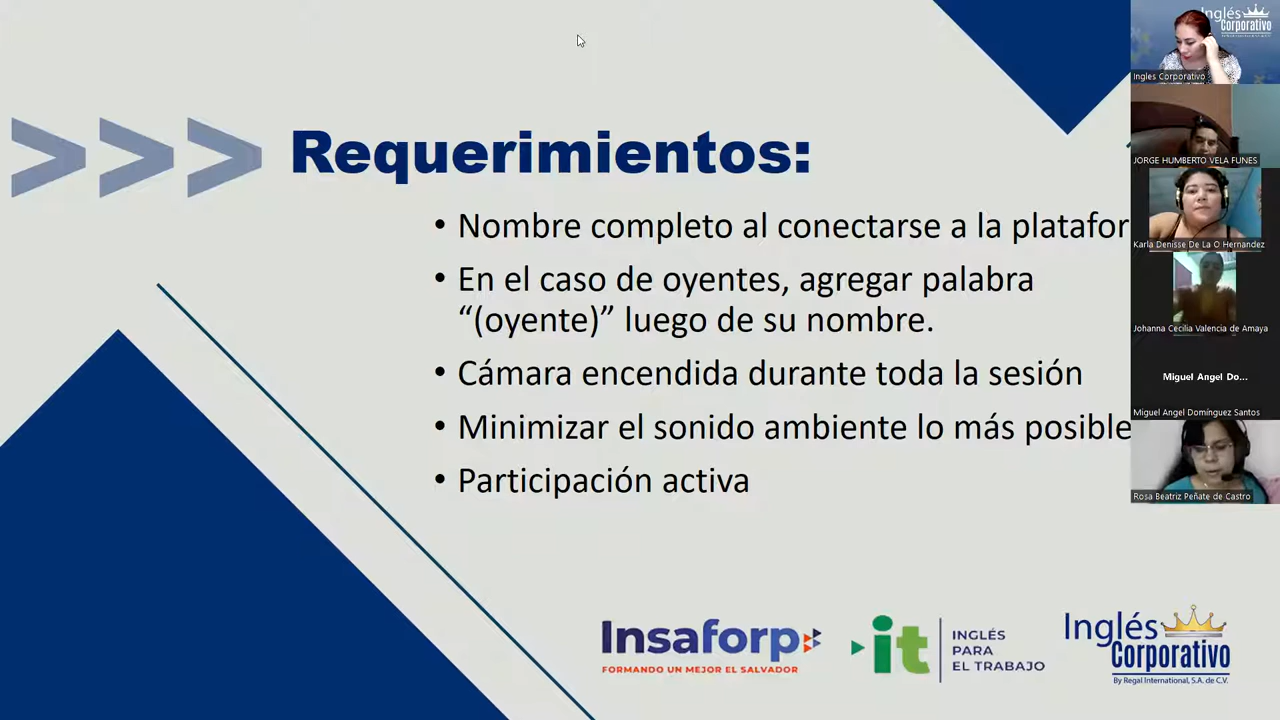 >>> Requerimientos:
• Nombre completo al conectarse a la platafor
• En el caso de oyentes, agregar palabra
“(oyente)” luego de su nombre.
• Cámara encendida durante toda la sesión
• Minimizar el sonido ambiente lo más posible
• Participación activa
Insaforp
FORMANDO UN MEJOR EL SALVADOR
it
INGLÉS
PARA
EL TRABAJO
Inglés
Corporativo
By Regal International, S.A. de C.V.
Inglés
Corporativo
Ingles Corporativo
JORGE HUMBERTO VELA FUNES
Karla Denisse De La O Hernandez
Johanna Cecilia Valencia de Amaya
Miguel Angel Do...
Miguel Angel Domínguez Santos
Rosa Beatriz Peñate de Castro